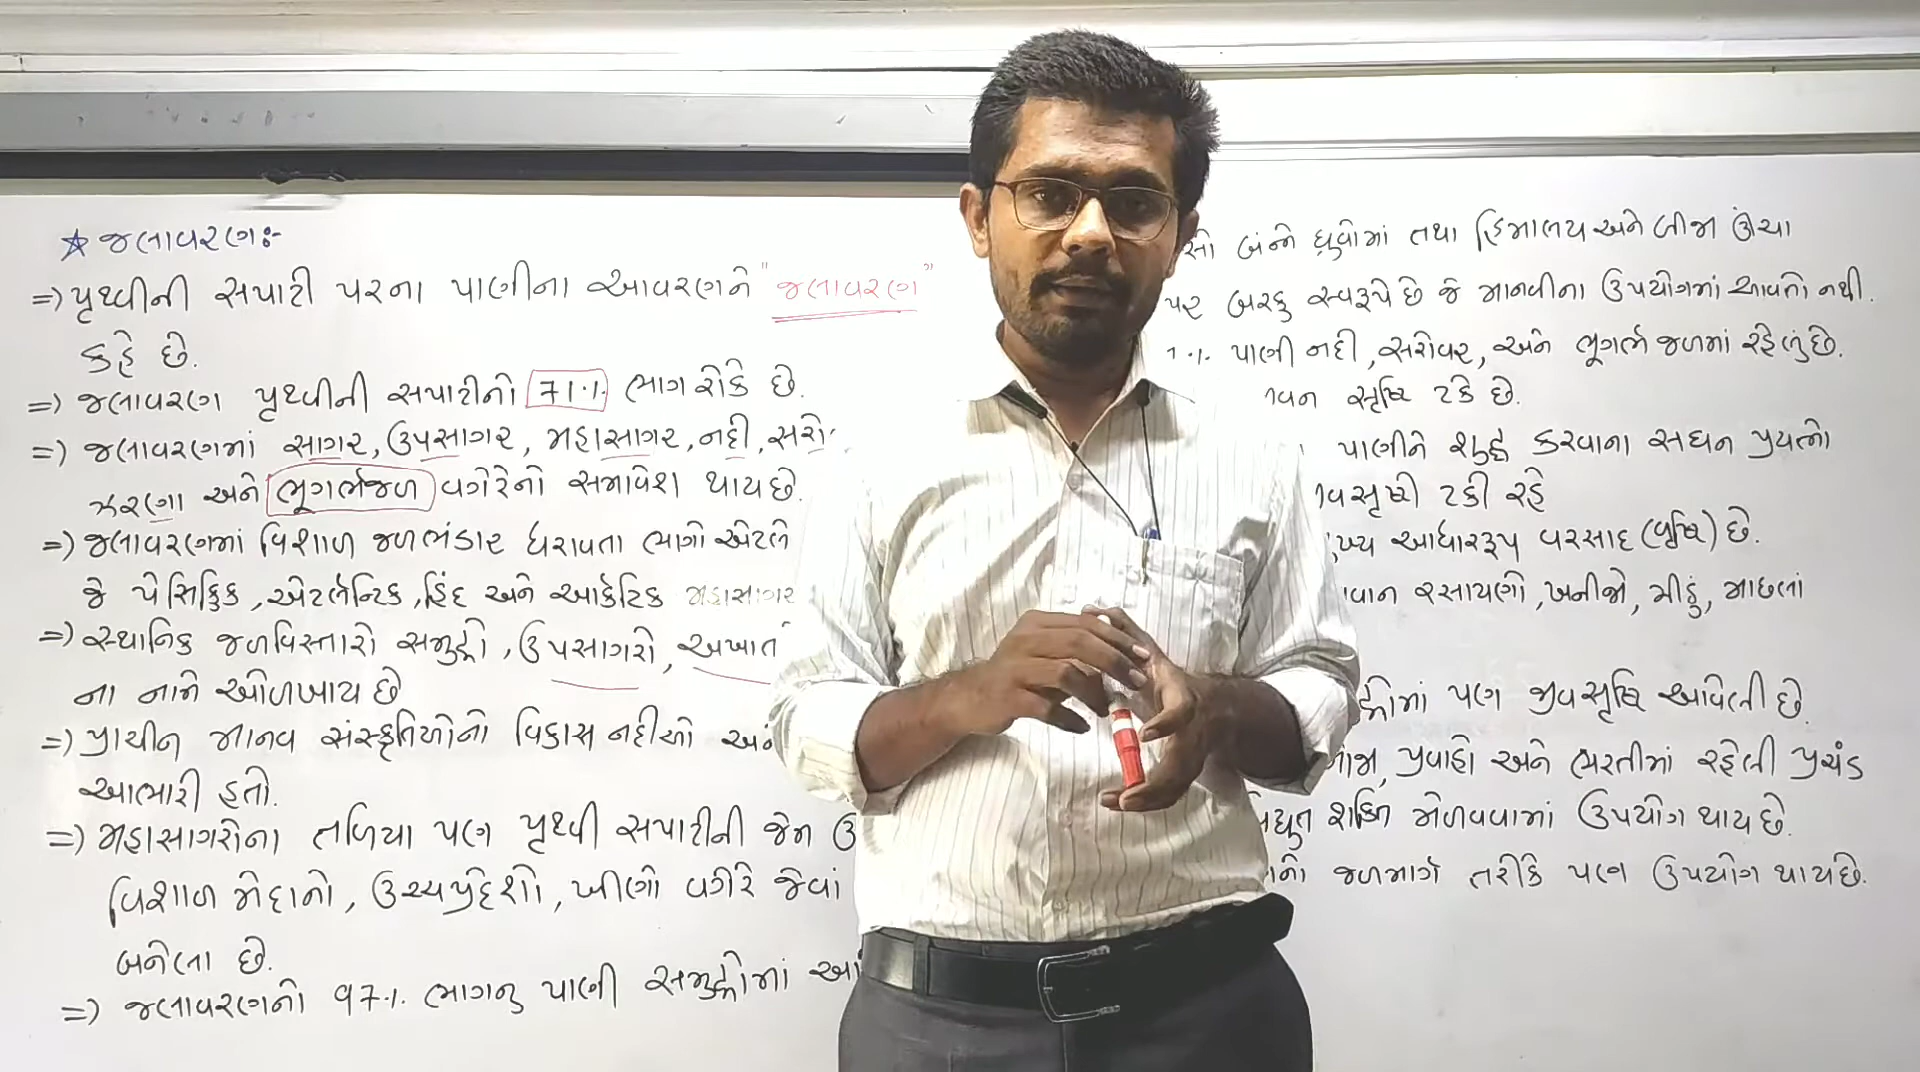 જલાવરણઃ-
=> પૃથ્વીની સપાટી પરના પાણીના આવરણને "જલાવરણ"
કહે છે.
=> જલાવરણ પૃથ્વીની સપાટીનો 71% ભાગ રોકે છે.
=> જલાવરણમાં સાગર, ઉપસાગર, મહાસાગર, નદી, સરો
ઝરણા અને ભૂગર્ભજળ વગેરેનો સમાવેશ થાય છે.
=> જલાવરણમાં વિશાળ જળભંડાર ધરાવતા ભાગો એટલે
જે પેસિફિક, એટલેન્ટિક, હિંદ અને આર્કટિક મહાસાગર
=> સ્થાનિક જળવિસ્તારો સમુદ્રો, ઉપસાગરો, અખાત
ના નામે ઓળખાય છે
=> પ્રાચીન માનવ સંસ્કૃતિઓનો વિકાસ નદીઓ અને
આભારી હતો.
=> મહાસાગરોના તળિયા પણ પૃથ્વી સપાટીની જેમ ઉ
વિશાળ મેદાનો, ઉચ્ચપ્રદેશો, ખીણો વગેરે જેવાં
બનેલા છે.
=> જલાવરણનો 97% ભાગનુ પાણી સમુદ્રોમાં આ
બંન્ને ધ્રુવોમાં તથા હિમાલય અને બીજા ઊંચા
પર બરફ સ્વરૂપે છે જે માનવીના ઉપયોગમાં આવતો નથી.
1% પાણી નદી, સરોવર, અને ભૂગર્ભ જળમાં રહેલું છે.
વન સૃષ્ટિ ટકે છે.
પાણીને શુદ્ધ કરવાના સઘન પ્રયત્નો
વસૃષ્ટી ટકી રહે
ખ્ય આધારરૂપ વરસાદ (વૃષ્ટિ) છે.
વાન રસાયણો, ખનીજો, મીઠું, માછલાં
દ્રોમાં પણ જીવસૃષ્ટિ આવેલી છે.
મોજા, પ્રવાહો અને ભરતીમાં રહેલી પ્રચંડ
વિદ્યુત શક્તિ મેળવવામાં ઉપયોગ થાય છે.
નો જળમાર્ગ તરીકે પણ ઉપયોગ થાય છે.